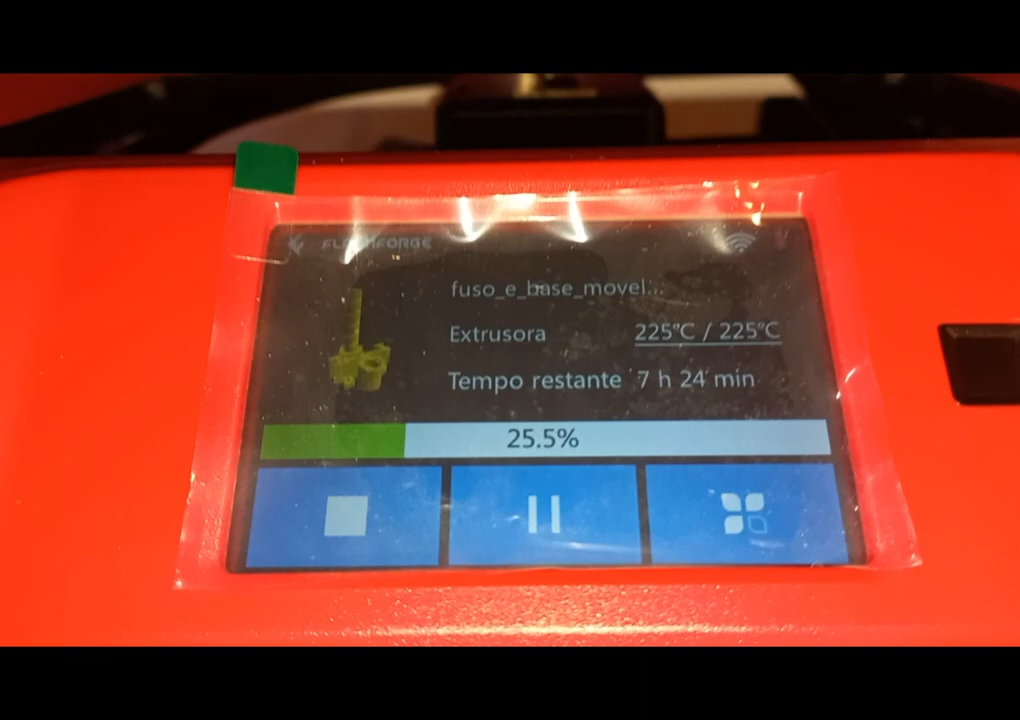 FLASHFORGE
fuso_e_base_movel...
Extrusora 225°C / 225°C
Tempo restante 7 h 24 min
25.5%